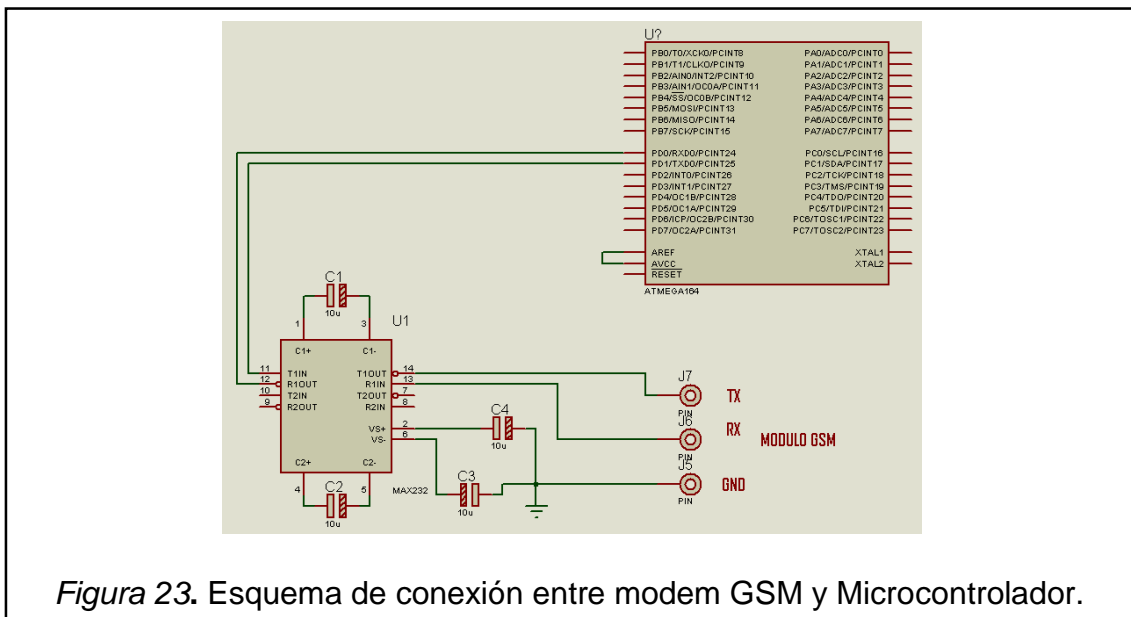 U?
PB0/T0/XCK0/PCINT8 PA0/ADC0/PCINT0
PB1/T1/CLKO/PCINT9 PA1/ADC1/PCINT1
PB2/AIN0/INT2/PCINT10 PA2/ADC2/PCINT2
PB3/AIN1/OC0A/PCINT11 PA3/ADC3/PCINT3
PB4/SS/OC0B/PCINT12 PA4/ADC4/PCINT4
PB5/MOSI/PCINT13 PA5/ADC5/PCINT5
PB6/MISO/PCINT14 PA6/ADC6/PCINT6
PB7/SCK/PCINT15 PA7/ADC7/PCINT7
PD0/RXD0/PCINT24 PC0/SCL/PCINT16
PD1/TXD0/PCINT25 PC1/SDA/PCINT17
PD2/INT0/PCINT26 PC2/TCK/PCINT18
PD3/INT1/PCINT27 PC3/TMS/PCINT19
PD4/OC1B/PCINT28 PC4/TDO/PCINT20
PD5/OC1A/PCINT29 PC5/TDI/PCINT21
PD6/ICP/OC2B/PCINT30 PC6/TOSC1/PCINT22
PD7/OC2A/PCINT31 PC7/TOSC2/PCINT23
AREF XTAL1
AVCC XTAL2
RESET
ATMEGA164
C1
10u
1 3 U1
C1+ C1-
11 T1IN T1OUT 14
12 R1OUT R1IN 13
10 T2IN T2OUT 7
9 R2OUT R2IN 8
VS+ 2
VS- 6
C2+ C2-
4 5 MAX232
C2
10u
C4
10u
C3
10u
J7
TX
PIN
J6
RX
MODULO GSM
PIN
J5
GND
PIN
Figura 23. Esquema de conexión entre modem GSM y Microcontrolador.